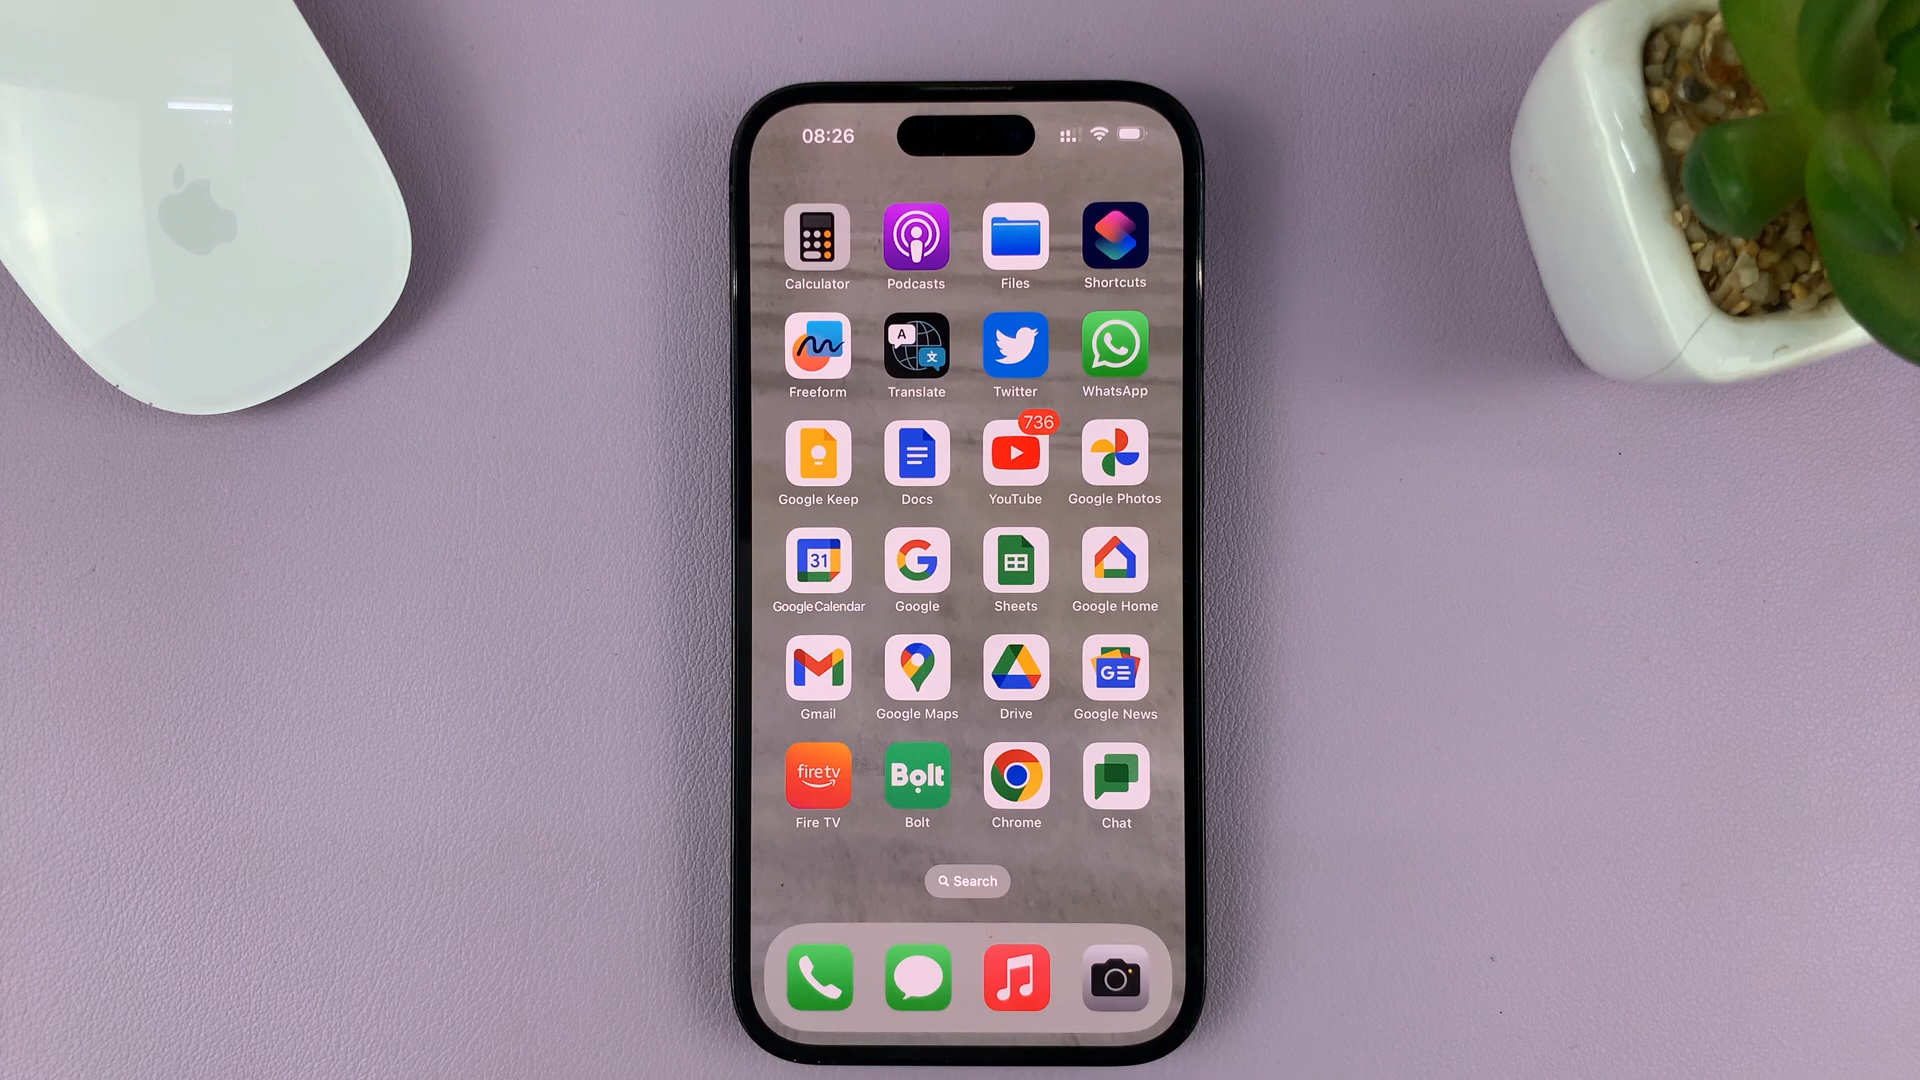 08:26
Calculator Podcasts Files Shortcuts
A 文
Freeform Translate Twitter WhatsApp
736
Google Keep Docs YouTube Google Photos
31 G
Google Calendar Google Sheets Google Home
GE
Gmail Google Maps Drive Google News
fire tv Bolt
Fire TV Bolt Chrome Chat
Search